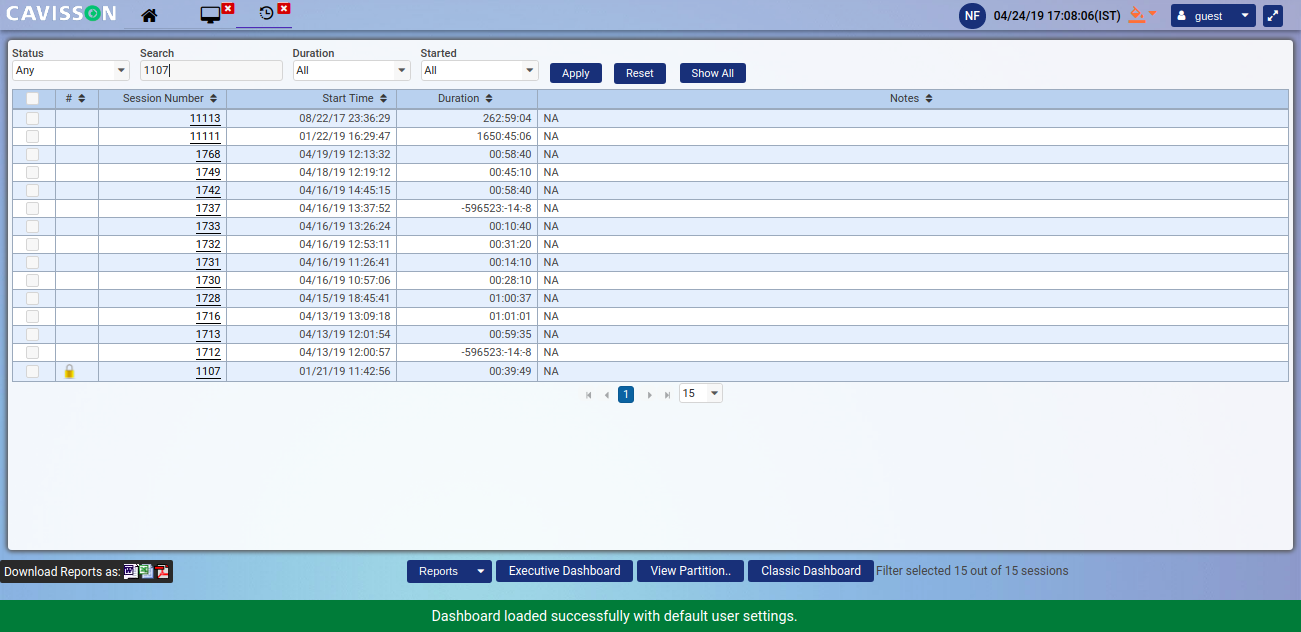 CAVISSON
NF 04/24/19 17:08:06(IST) guest
Status Search Duration Started
Any 1107 All All Apply Reset Show All
# Session Number Start Time Duration Notes
11113 08/22/17 23:36:29 262:59:04 NA
11111 01/22/19 16:29:47 1650:45:06 NA
1768 04/19/19 12:13:32 00:58:40 NA
1749 04/18/19 12:19:12 00:45:10 NA
1742 04/16/19 14:45:15 00:58:40 NA
1737 04/16/19 13:37:52 -596523:-14:-8 NA
1733 04/16/19 13:26:24 00:10:40 NA
1732 04/16/19 12:53:11 00:31:20 NA
1731 04/16/19 11:26:41 00:14:10 NA
1730 04/16/19 10:57:06 00:28:10 NA
1728 04/15/19 18:45:41 01:00:37 NA
1716 04/13/19 13:09:18 01:01:01 NA
1713 04/13/19 12:01:54 00:59:35 NA
1712 04/13/19 12:00:57 -596523:-14:-8 NA
1107 01/21/19 11:42:56 00:39:49 NA
1 15
Download Reports as: Reports Executive Dashboard View Partition.. Classic Dashboard Filter selected 15 out of 15 sessions
Dashboard loaded successfully with default user settings.